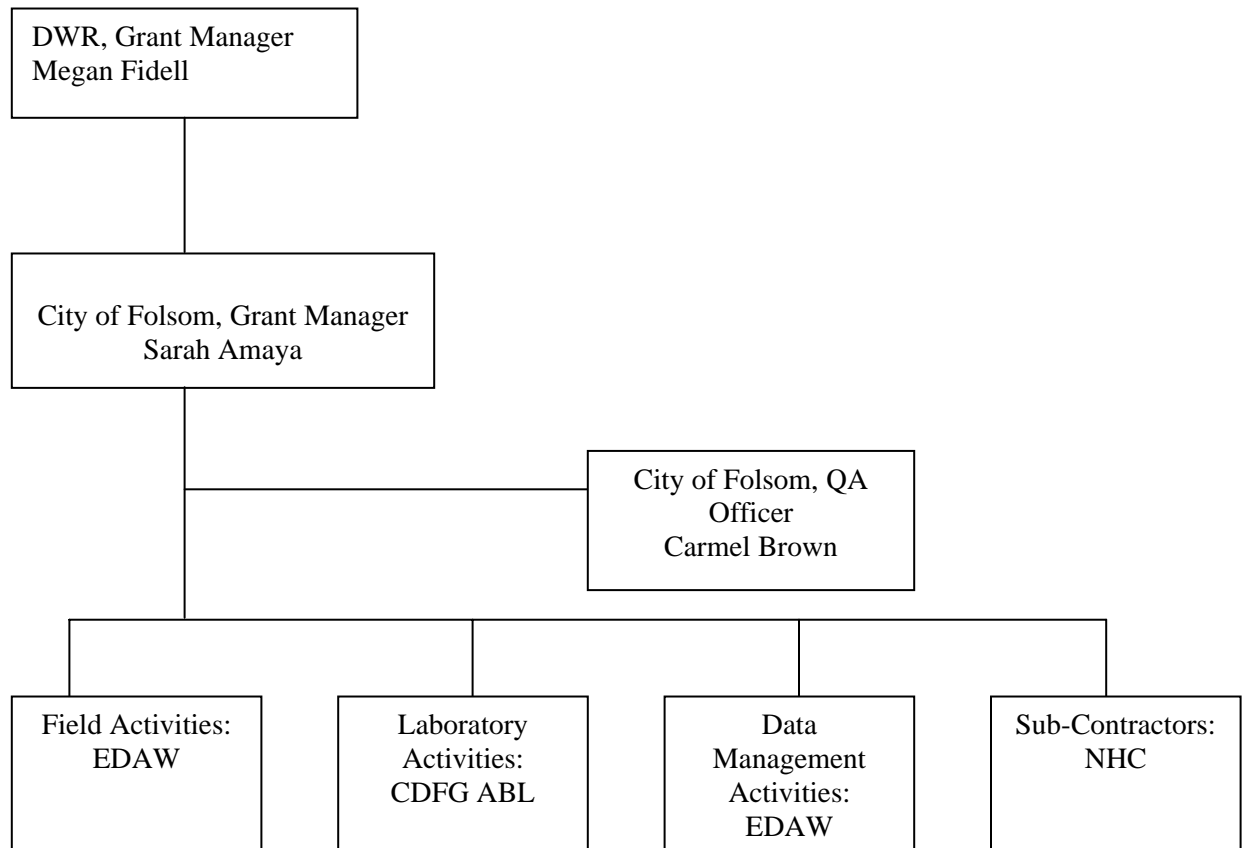 DWR, Grant Manager
Megan Fidell
City of Folsom, Grant Manager
Sarah Amaya
City of Folsom, QA
Officer
Carmel Brown
Field Activities:
EDAW
Laboratory
Activities:
CDFG ABL
Data
Management
Activities:
EDAW
Sub-Contractors:
NHC